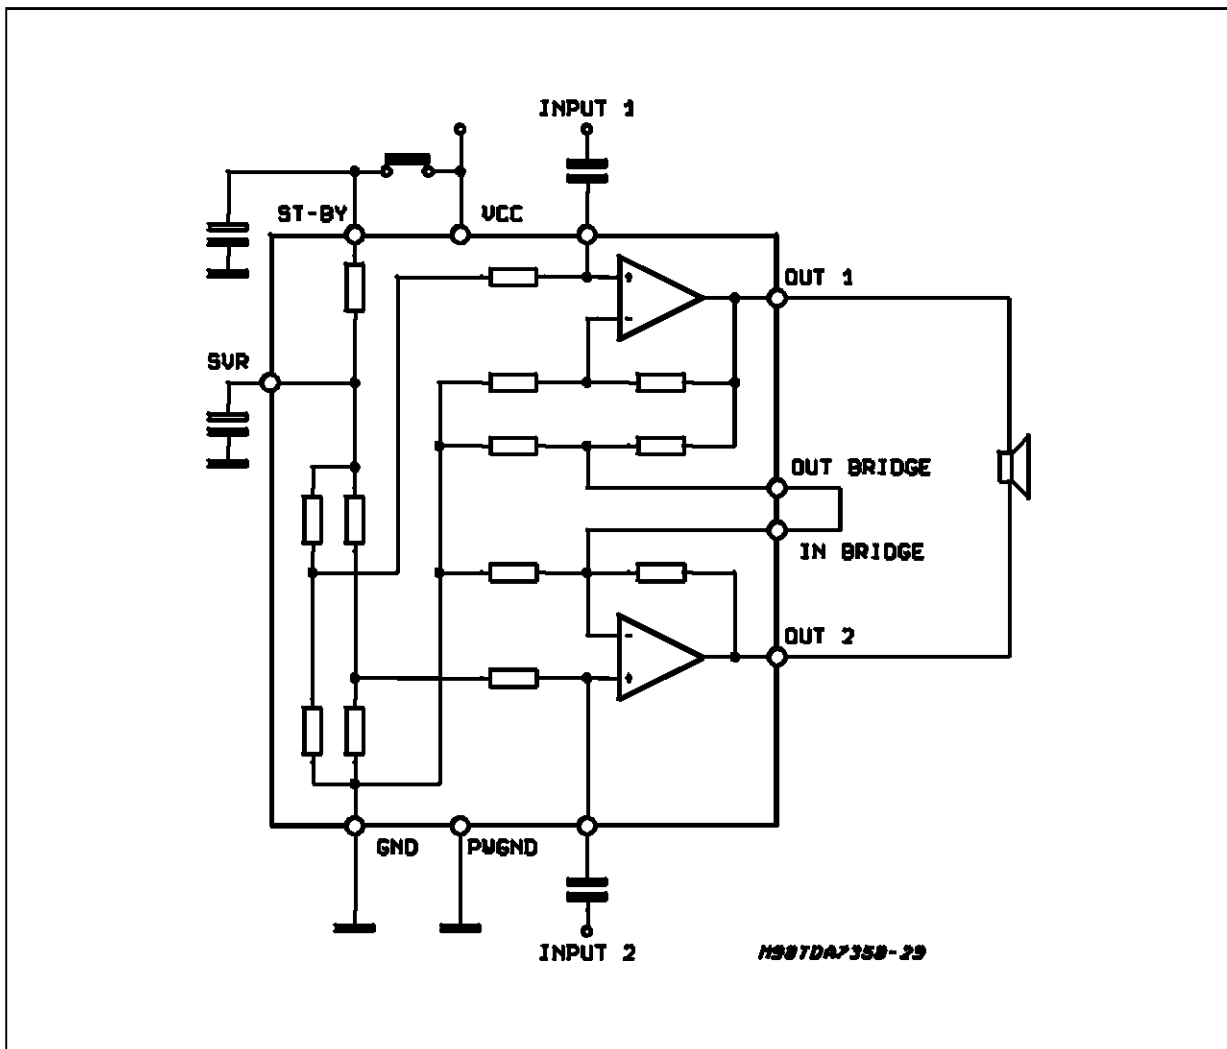 INPUT 1
ST-BY
VCC
+
-
OUT 1
SVR
OUT BRIDGE
IN BRIDGE
-
OUT 2
+
GND
PWGND
INPUT 2
M90TDA7350-29